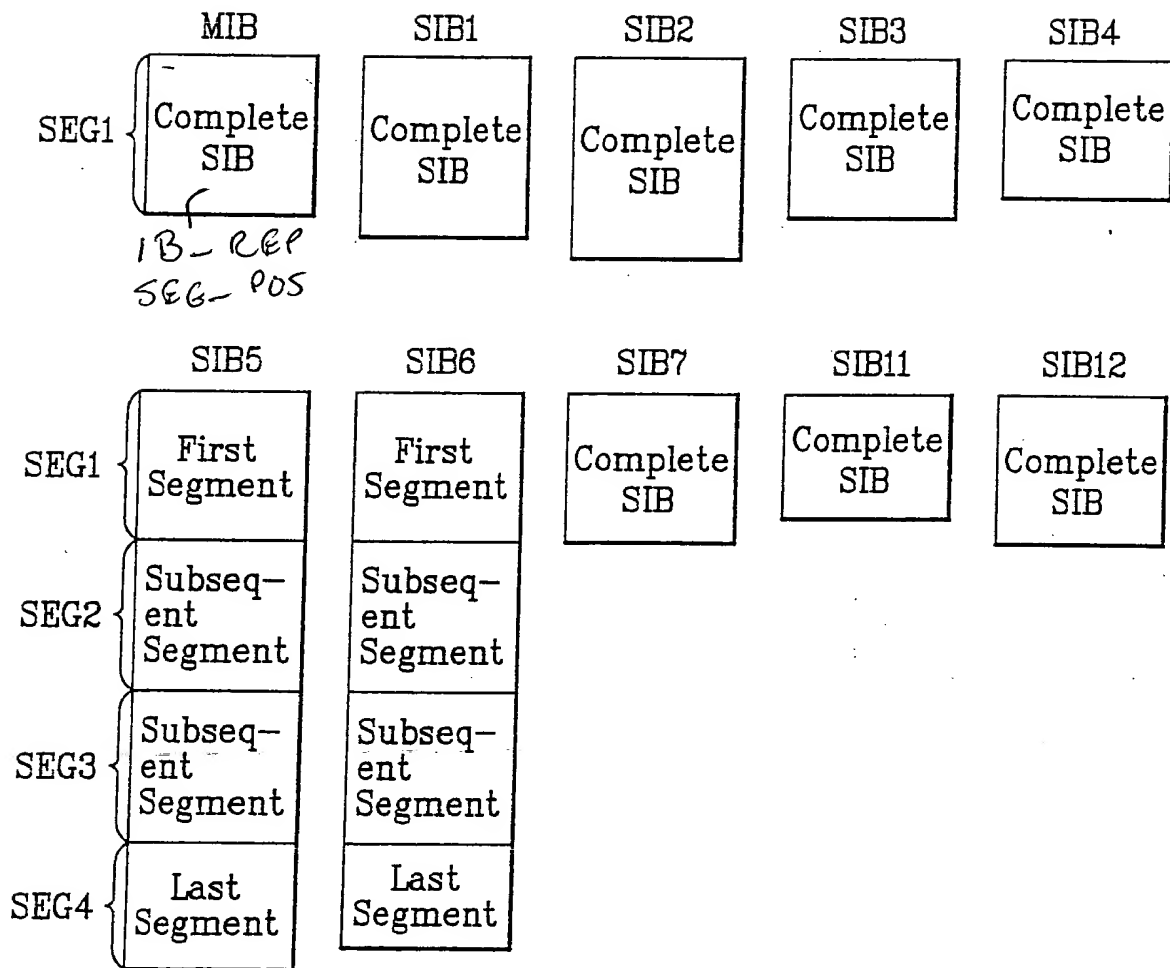 MIB SIB1 SIB2 SIB3 SIB4
SEG1
Complete
SIB
Complete
SIB
Complete
SIB
Complete
SIB
Complete
SIB
IB_REP
SEG_POS
SIB5 SIB6 SIB7 SIB11 SIB12
SEG1
First
Segment
First
Segment
Complete
SIB
Complete
SIB
Complete
SIB
SEG2
Subseq-
ent
Segment
Subseq-
ent
Segment
SEG3
Subseq-
ent
Segment
Subseq-
ent
Segment
SEG4
Last
Segment
Last
Segment